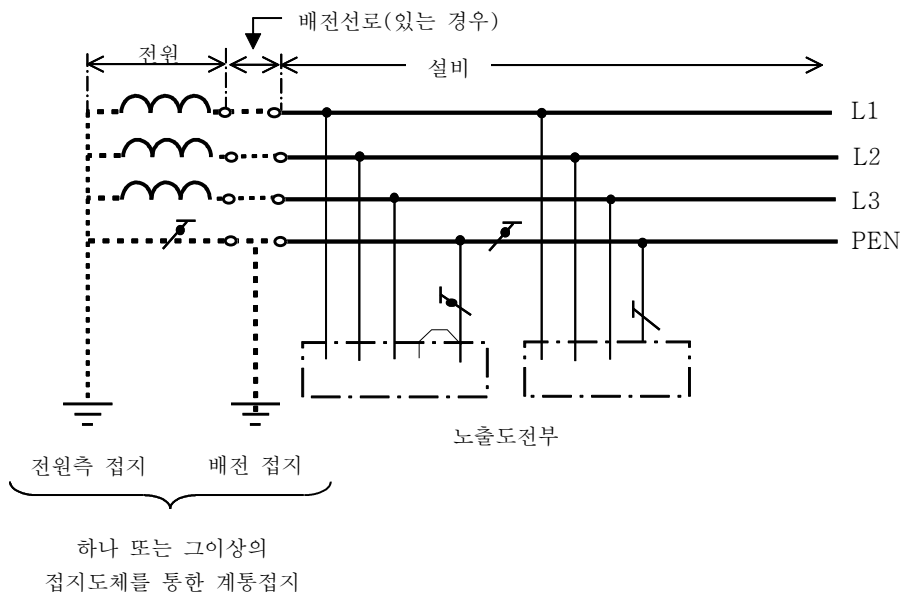 배전선로(있는 경우)
전원
설비
L1
L2
L3
PEN
노출도전부
전원측 접지
배전 접지
하나 또는 그이상의
접지도체를 통한 계통접지